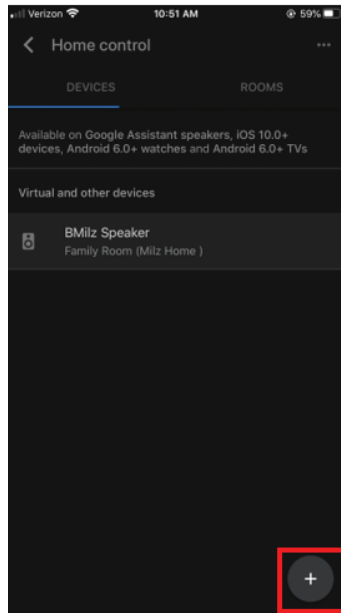 Verizon 10:51 AM 59%
Home control
DEVICES ROOMS
Available on Google Assistant speakers, iOS 10.0+
devices, Android 6.0+ watches and Android 6.0+ TVs
Virtual and other devices
BMilz Speaker
Family Room (Milz Home )
+